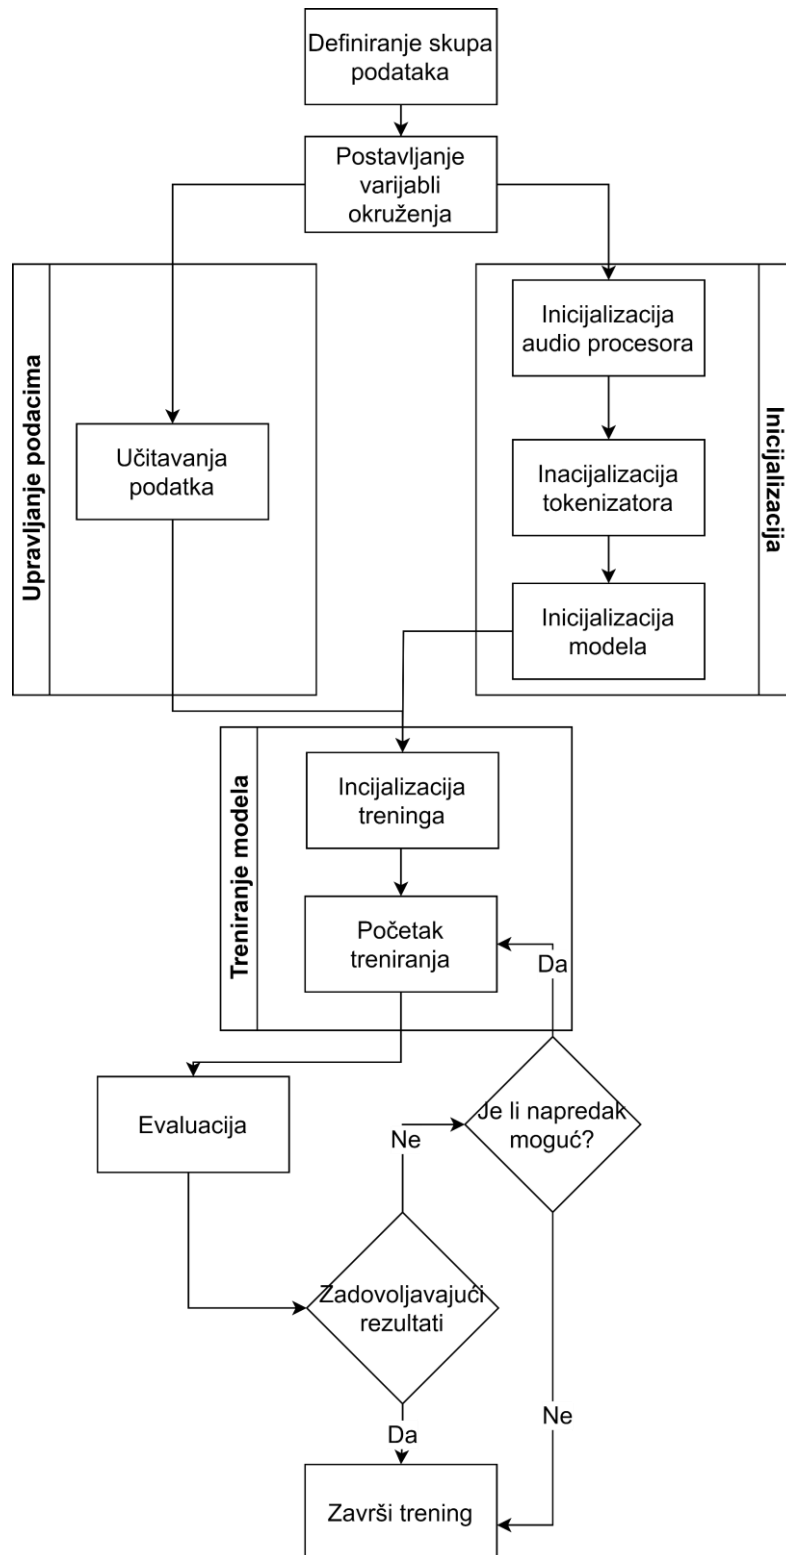 Definiranje skupa
podataka
Postavljanje
varijabli
okruženja
Upravljanje podacima
Učitavanja
podatka
Inicijalizacija
Inicijalizacija
audio procesora
Inacijalizacija
tokenizatora
Inicijalizacija
modela
Treniranje modela
Incijalizacija
treninga
Početak
treniranja
Da
Je li napredak
moguć?
Evaluacija
Ne
Zadovoljavajući
rezultati
Ne
Da
Završi trening